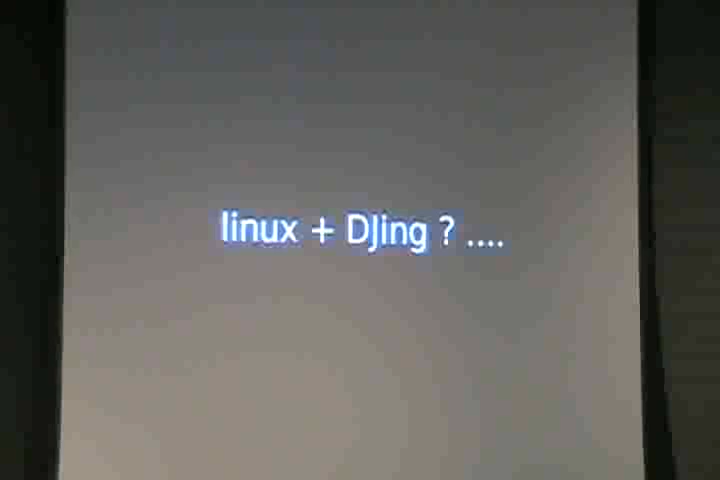 linux + DJing ? ....